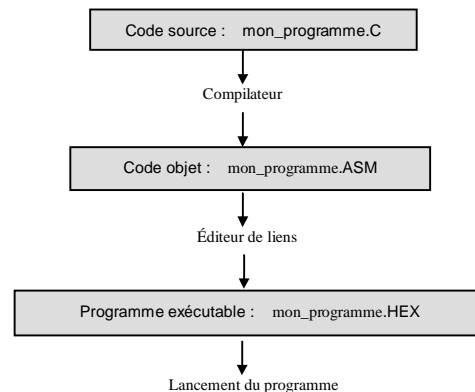 Code source : mon_programme.C
Compilateur
Code objet : mon_programme.ASM
Éditeur de liens
Programme exécutable : mon_programme.HEX
Lancement du programme